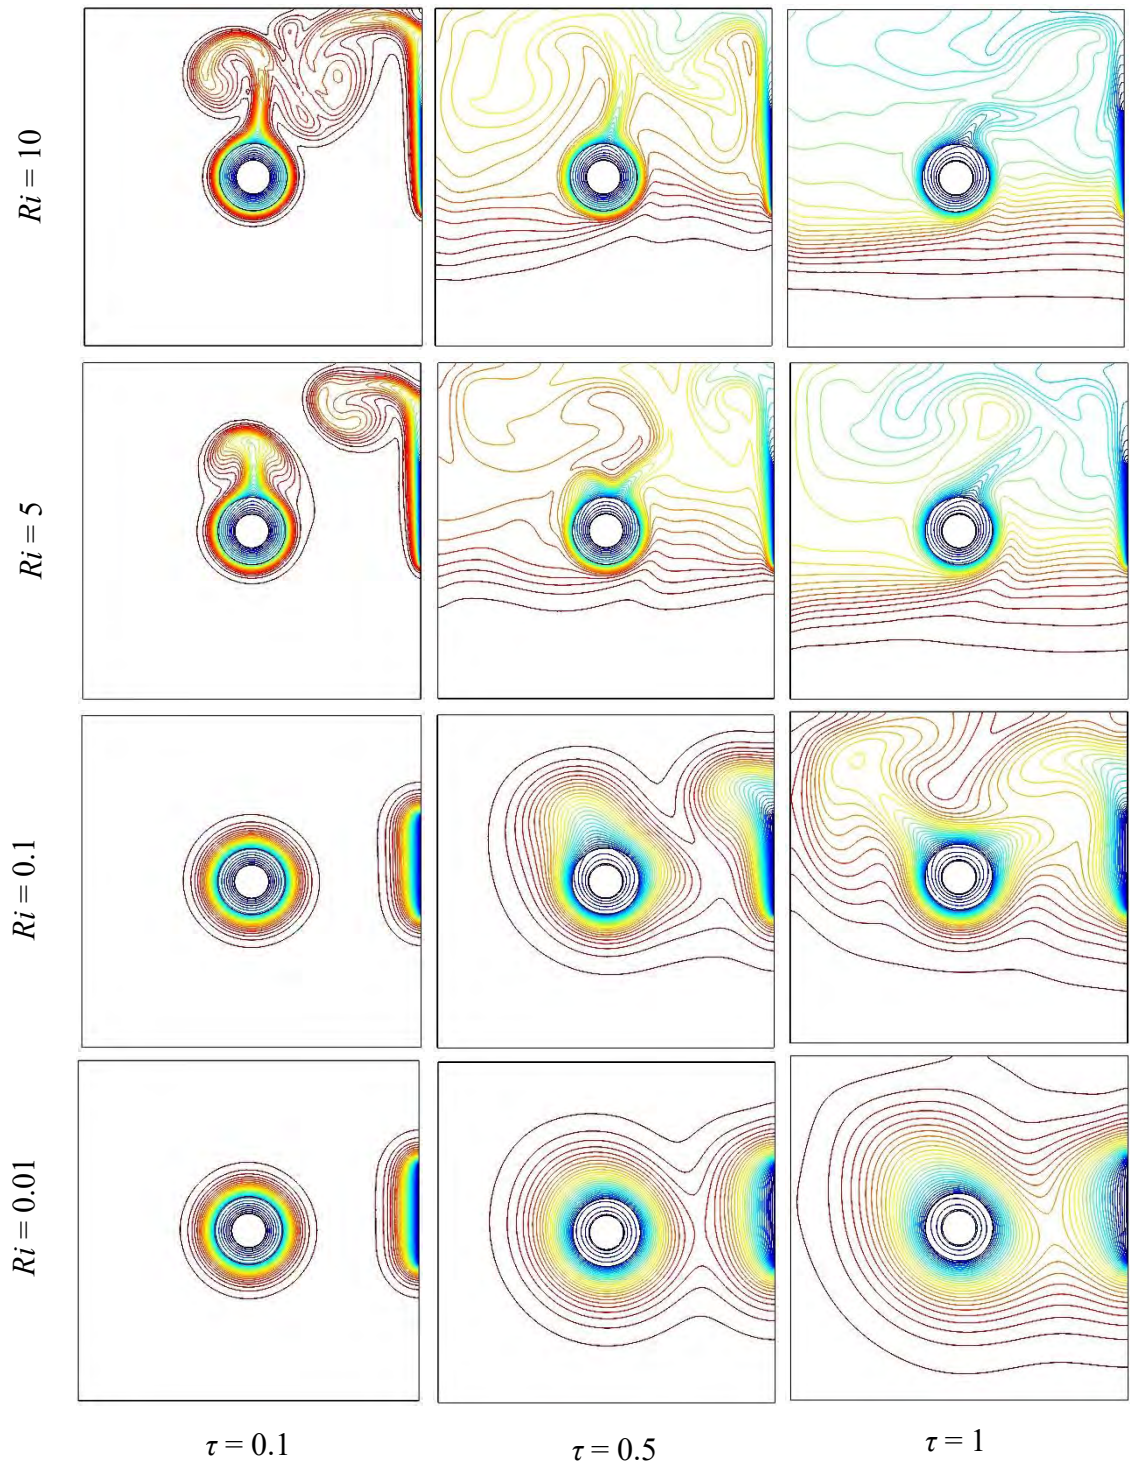 Ri = 10
Ri = 5
Ri = 0.1
Ri = 0.01
τ = 0.1
τ = 0.5
τ = 1